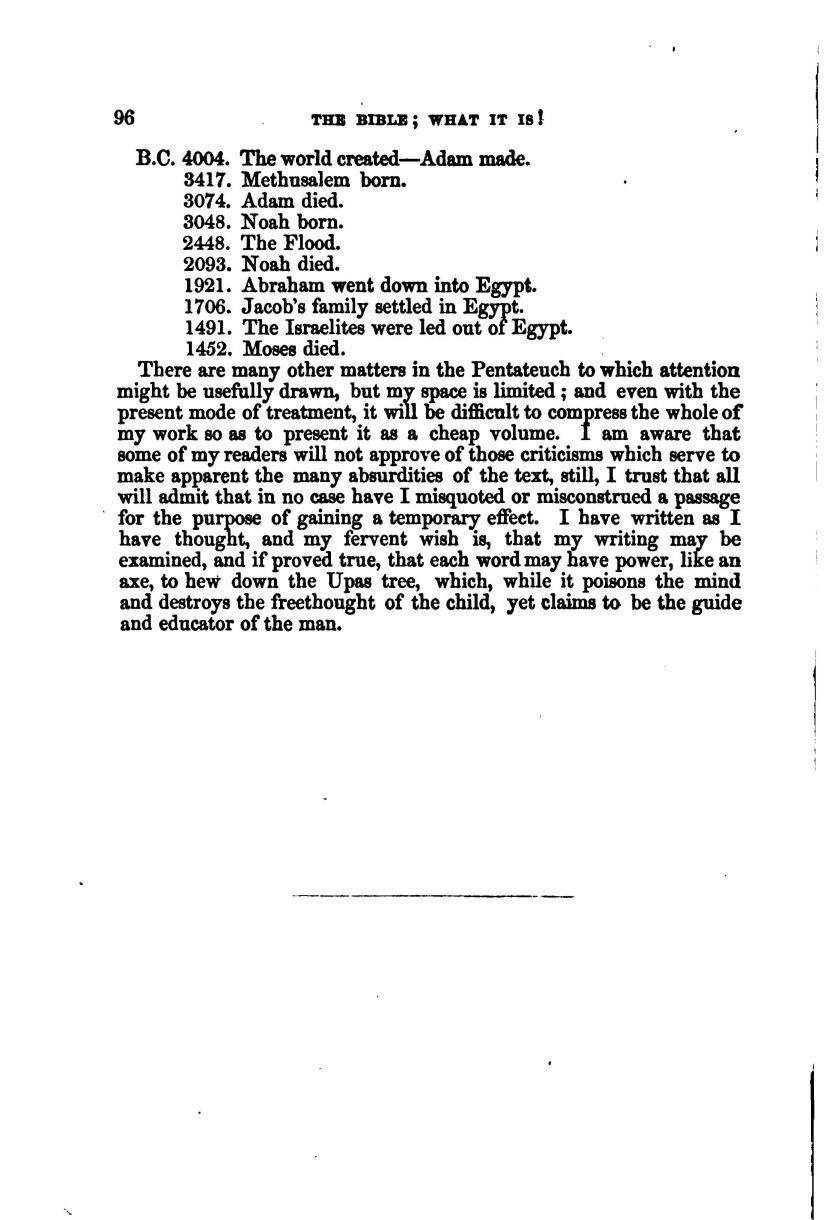 96 THE BIBLE; WHAT IT IS!
B.C. 4004. The world created—Adam made.
3417. Methusalem born.
3074. Adam died.
3048. Noah born.
2448. The Flood.
2093. Noah died.
1921. Abraham went down into Egypt.
1706. Jacob's family settled in Egypt.
1491. The Israelites were led out of Egypt.
1452. Moses died.
There are many other matters in the Pentateuch to which attention
might be usefully drawn, but my space is limited; and even with the
present mode of treatment, it will be difficult to compress the whole of
my work so as to present it as a cheap volume. I am aware that
some of my readers will not approve of those criticisms which serve to
make apparent the many absurdities of the text, still, I trust that all
will admit that in no case have I misquoted or misconstrued a passage
for the purpose of gaining a temporary effect. I have written as I
have thought, and my fervent wish is, that my writing may be
examined, and if proved true, that each word may have power, like an
axe, to hew down the Upas tree, which, while it poisons the mind
and destroys the freethought of the child, yet claims to be the guide
and educator of the man.